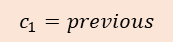 c₁ = previous